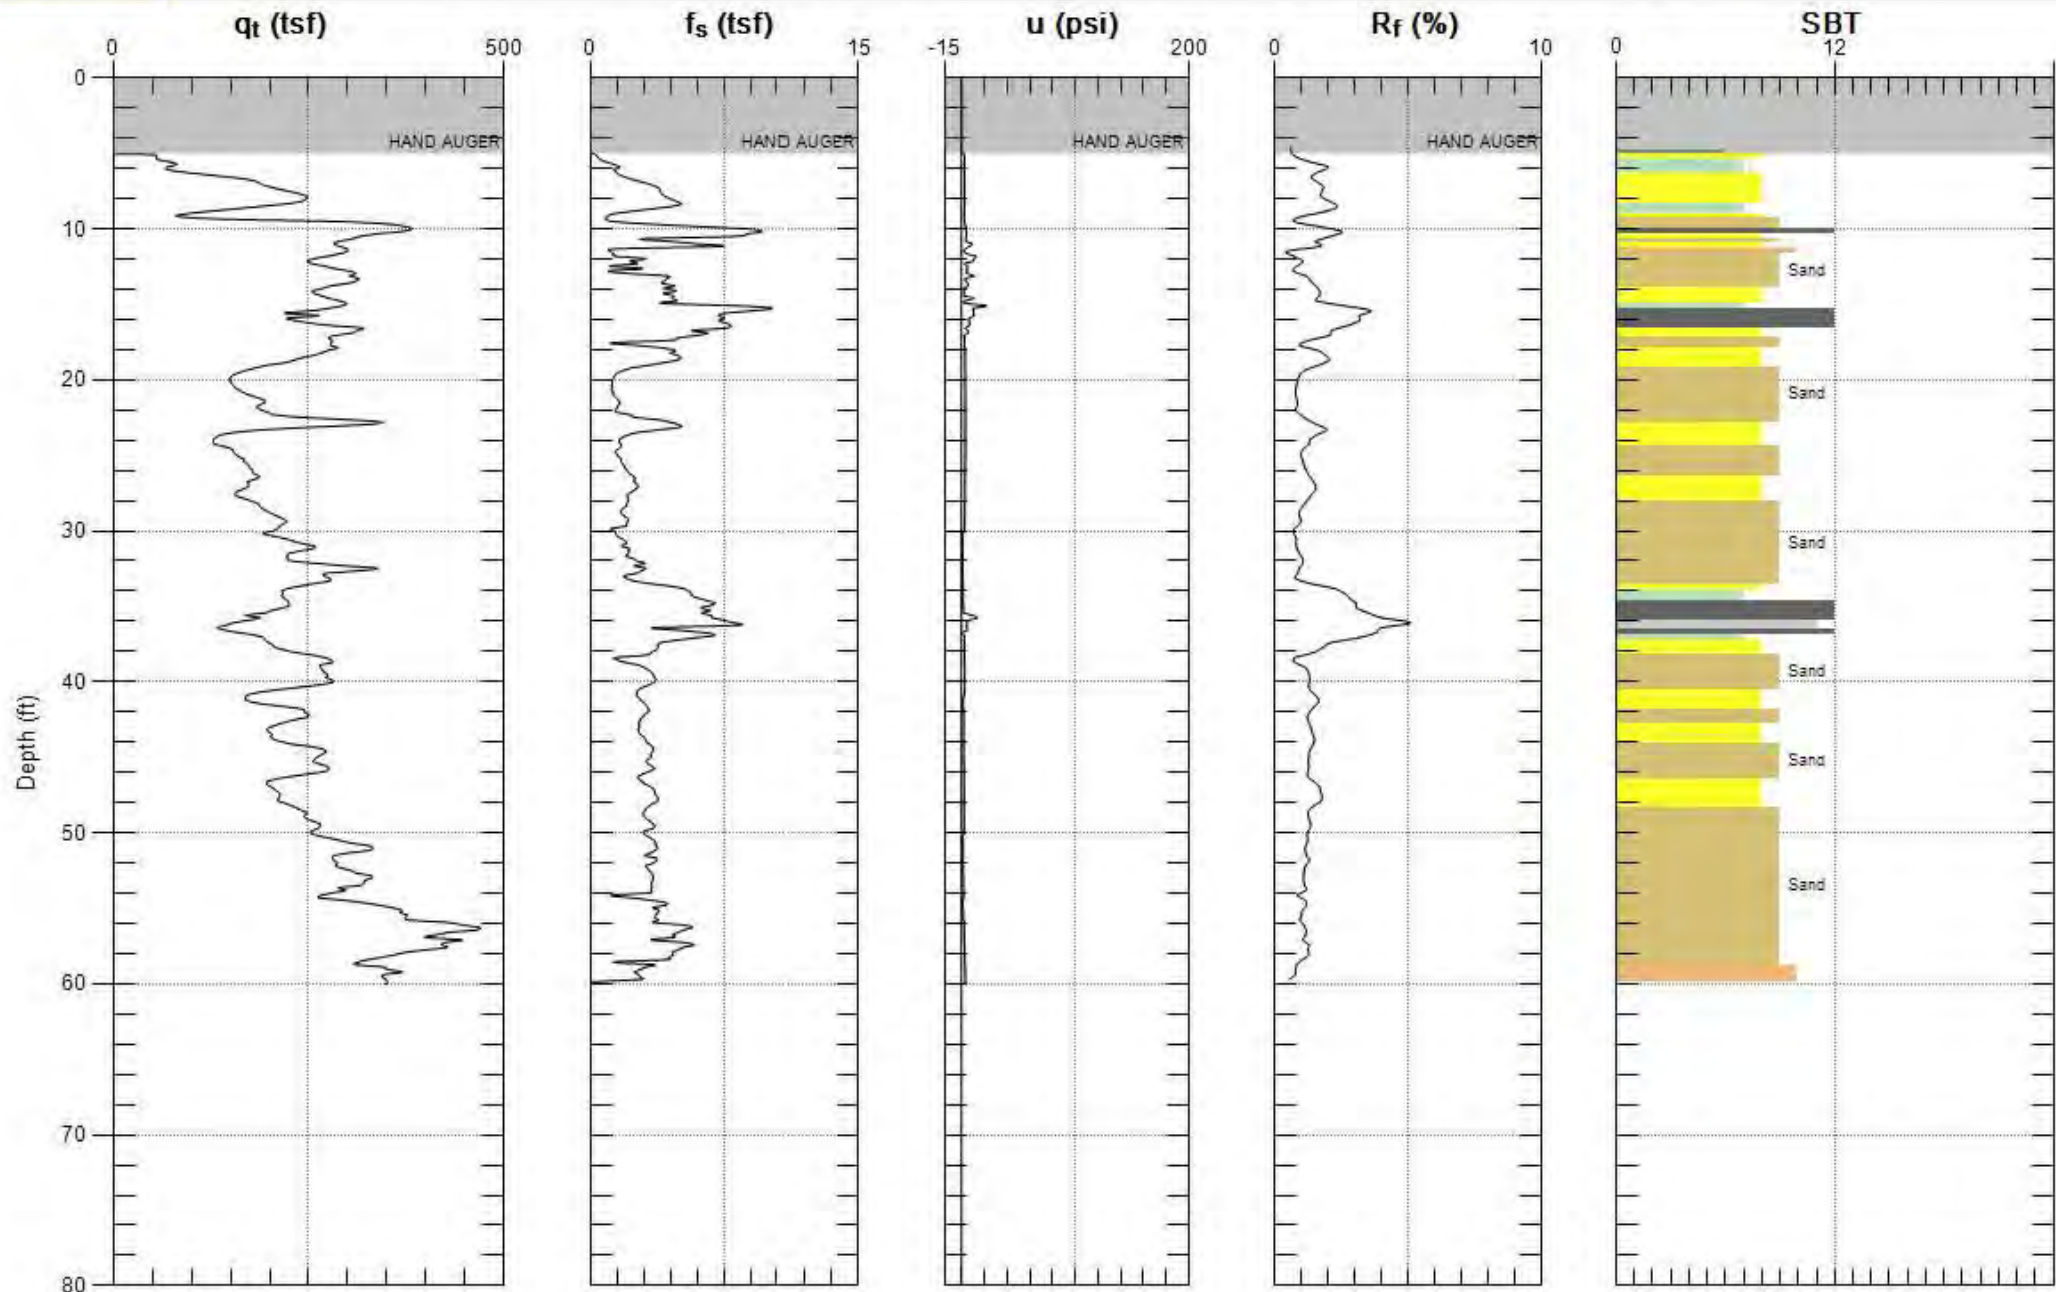 qt (tsf) fs (tsf) u (psi) Rf (%) SBT
0 500 0 15 -15 200 0 10 0 12
0
HAND AUGER HAND AUGER HAND AUGER HAND AUGER
10
Sand
20
Sand
30
Sand
Sand
40
Depth (ft)
Sand
50
Sand
60
70
80